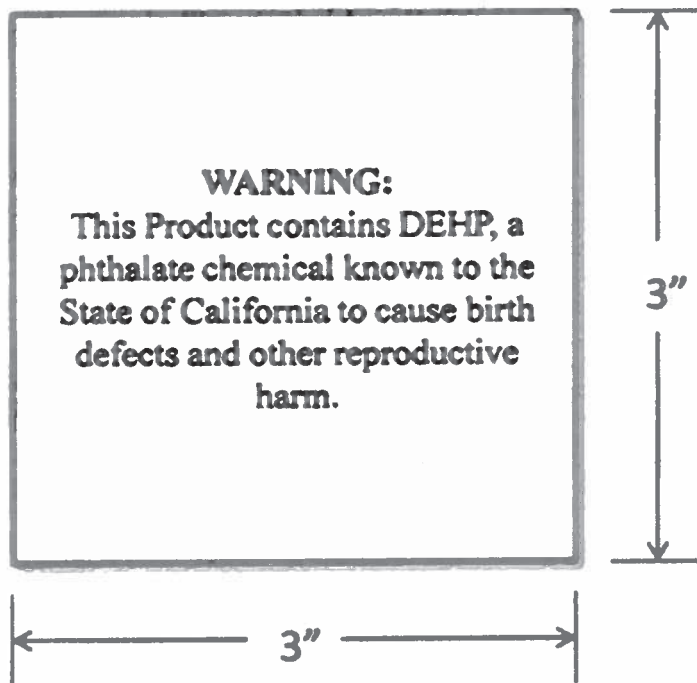 WARNING:
This Product contains DEHP, a
phthalate chemical known to the
State of California to cause birth
defects and other reproductive
harm.
3"
3"